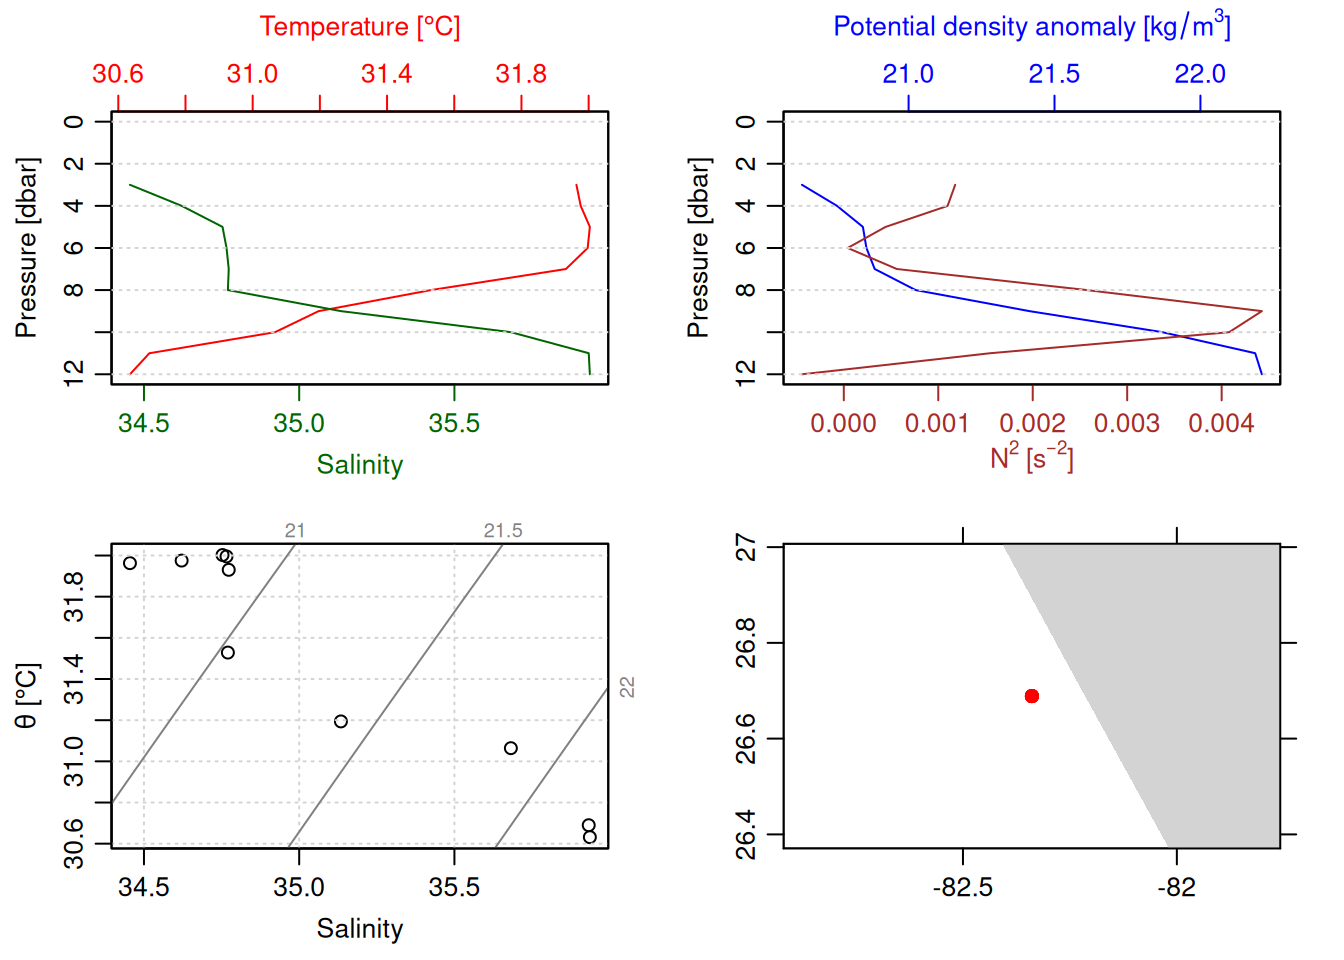 Temperature [°C]
30.6 31.0 31.4 31.8
Pressure [dbar]
0 2 4 6 8 12
34.5 35.0 35.5
Salinity
Potential density anomaly [kg/m³]
21.0 21.5 22.0
Pressure [dbar]
0 2 4 6 8 12
0.000 0.001 0.002 0.003 0.004
N² [s⁻²]
21 21.5
22
θ [°C]
31.8 31.4 31.0 30.6
34.5 35.0 35.5
Salinity
27 26.8 26.6 26.4
-82.5 -82